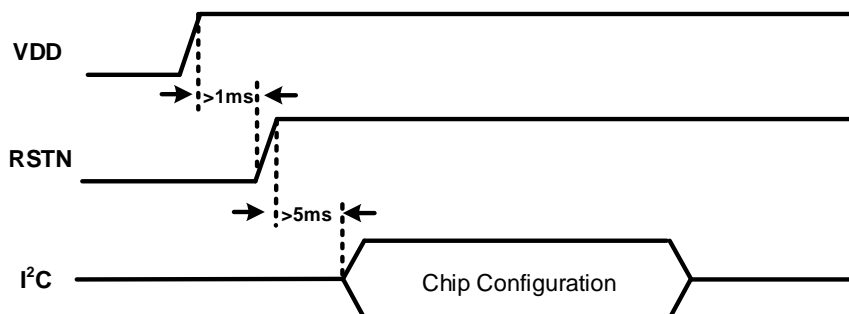 VDD
>1ms
RSTN
>5ms
I²C
Chip Configuration